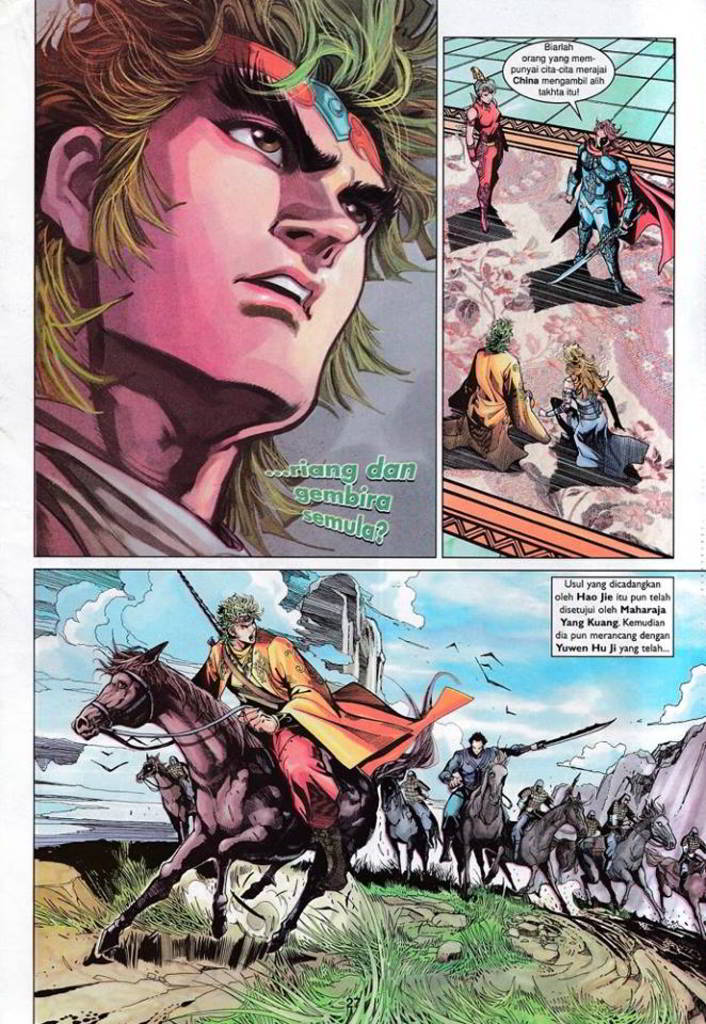 ...riang dan
gembira
semula?
Biarlah
orang yang mem-
punyai cita-cita merajai
China mengambil alih
takhta itu!
Usul yang dicadangkan
oleh Hao Jie itu pun telah
disetujui oleh Maharaja
Yang Kuang. Kemudian
dia pun merancang dengan
Yuwen Hu Ji yang telah...
27